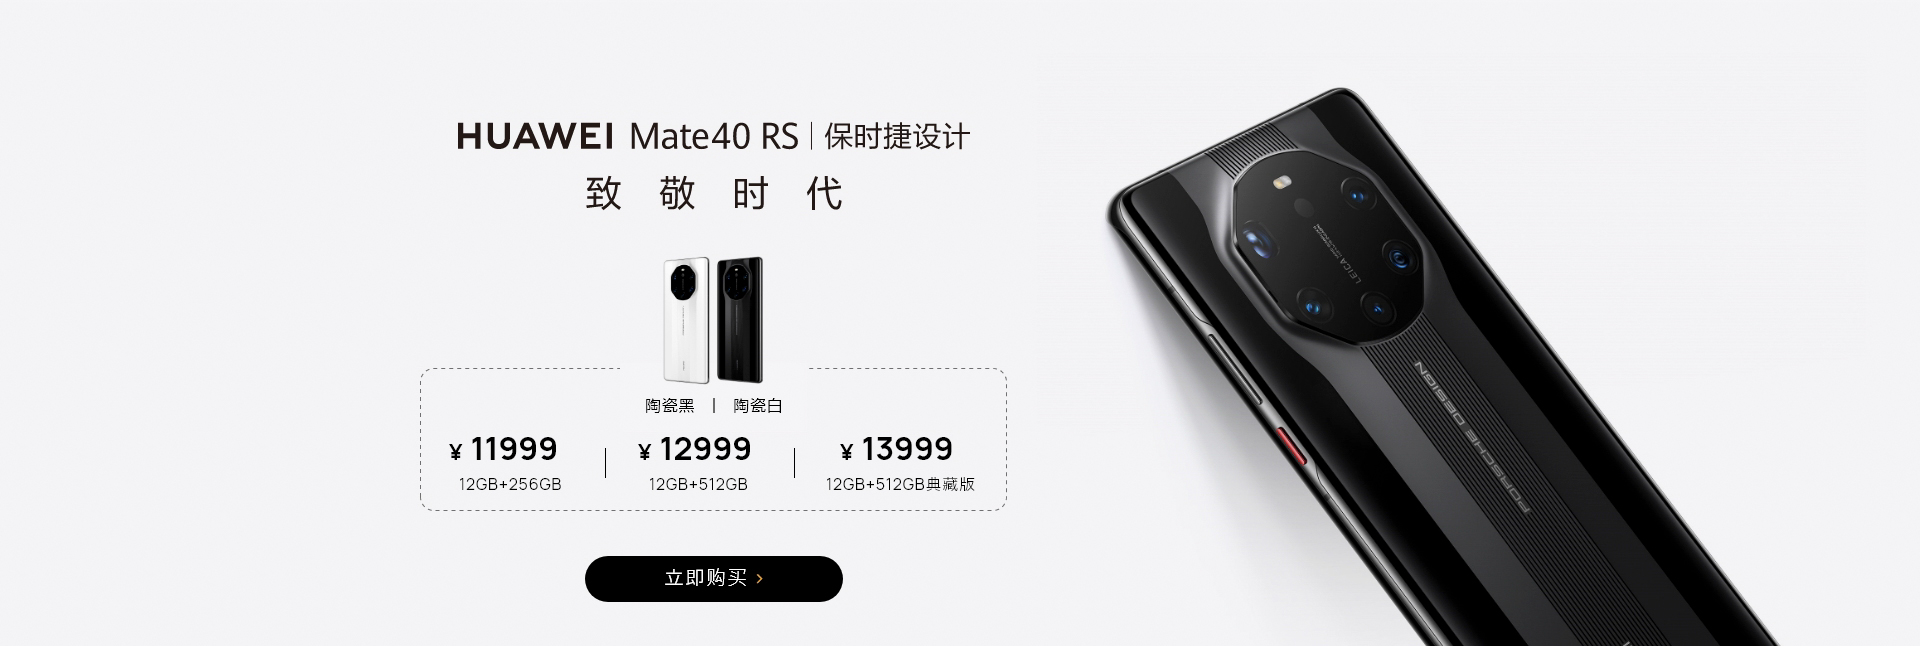 HUAWEI Mate40 RS | 保时捷设计
致敬时代
陶瓷黑 | 陶瓷白
¥ 11999
12GB+256GB
¥ 12999
12GB+512GB
¥ 13999
12GB+512GB典藏版
立即购买 >
LEICA
PORSCHE DESIGN